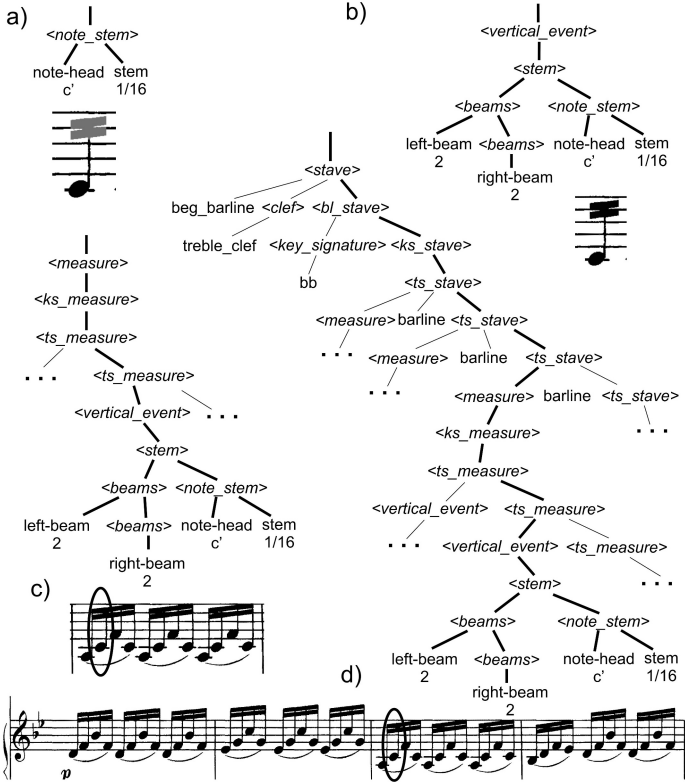 a)
<note_stem>
note-head stem
c' 1/16
b)
<vertical_event>
<stem>
<beams> <note_stem>
left-beam <beams> note-head stem
2 c' 1/16
right-beam
2
<stave>
beg_barline <clef> <bl_stave>
treble_clef <key_signature> <ks_stave>
bb
<ts_stave>
<measure> barline <ts_stave>
. . .
<measure> barline <ts_stave>
. . .
<measure> barline <ts_stave>
. . .
<ks_measure>
<ts_measure>
<vertical_event> <ts_measure>
. . .
<vertical_event> <ts_measure>
. . .
<stem>
<beams> <note_stem>
left-beam <beams> note-head stem
2 c' 1/16
right-beam
2
<measure>
<ks_measure>
<ts_measure>
. . .
<ts_measure>
<vertical_event> . . .
<stem>
<beams> <note_stem>
left-beam <beams> note-head stem
2 c' 1/16
right-beam
2
c)
d)
p